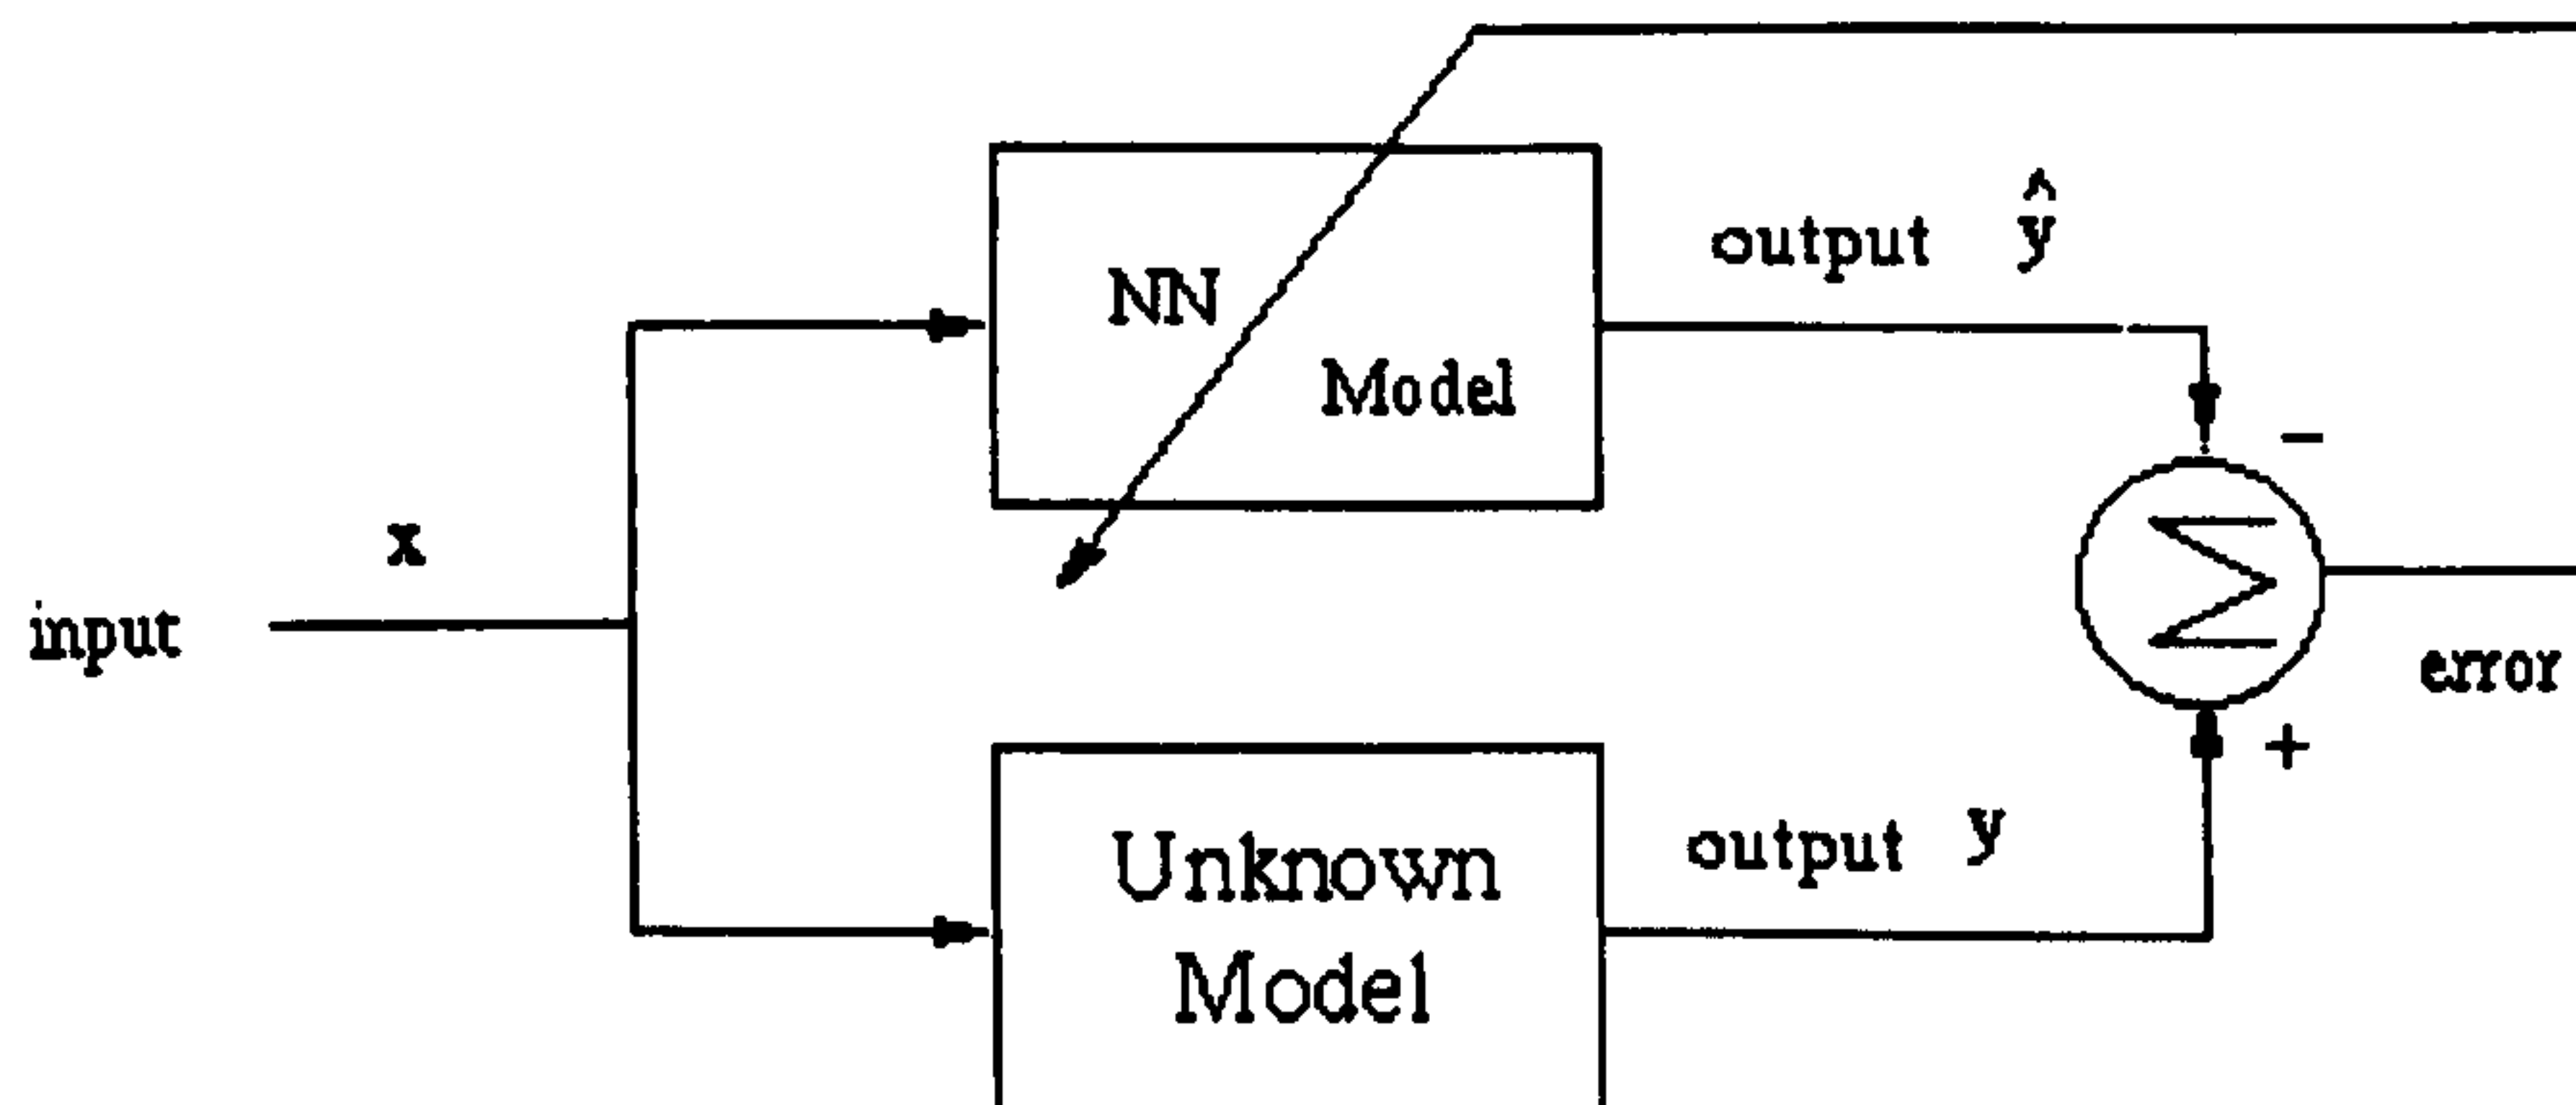 output ŷ
NN
Model
−
x
input
Σ
error
+
output y
Unknown
Model